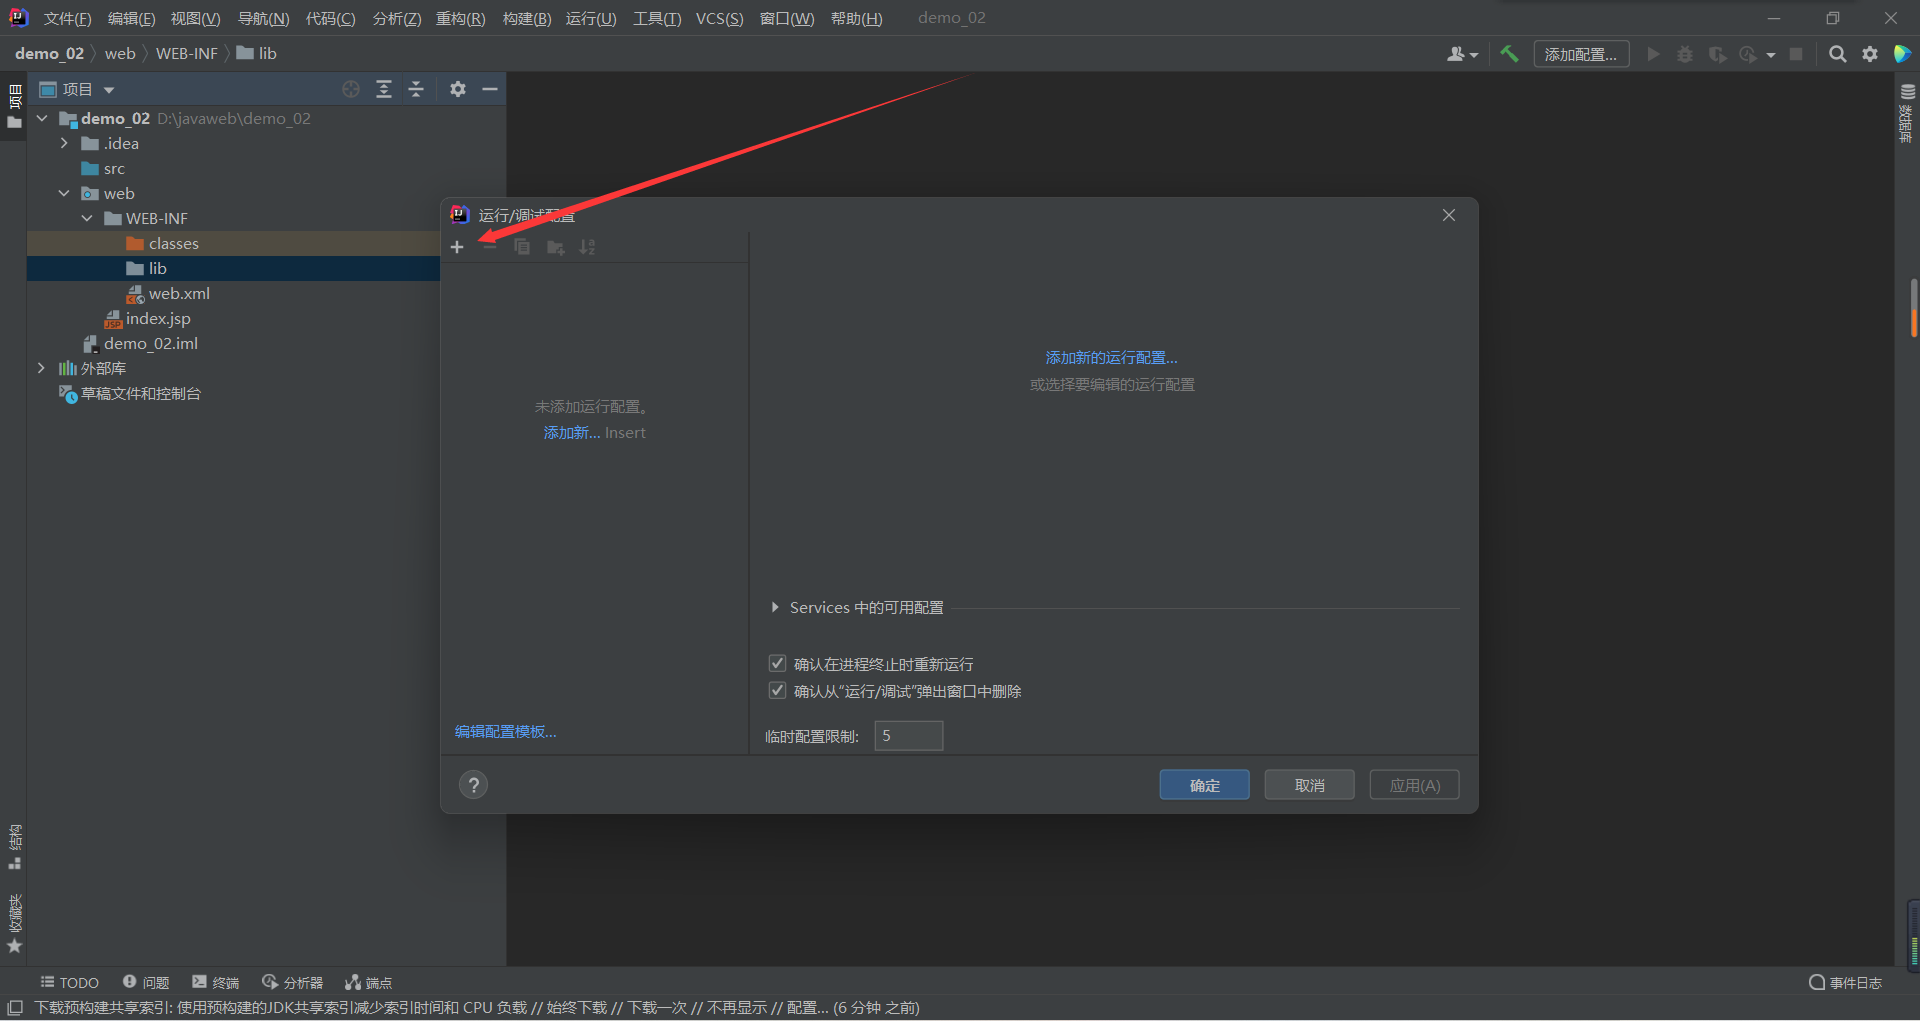 文件(F) 编辑(E) 视图(V) 导航(N) 代码(C) 分析(Z) 重构(R) 构建(B) 运行(U) 工具(T) VCS(S) 窗口(W) 帮助(H) demo_02
demo_02 web WEB-INF lib
添加配置...
项目
项目
demo_02 D:\javaweb\demo_02
.idea
src
web
WEB-INF
classes
lib
web.xml
index.jsp
demo_02.iml
外部库
草稿文件和控制台
数据库
运行/调试配置
添加新的运行配置...
或选择要编辑的运行配置
未添加运行配置。
添加新... Insert
Services 中的可用配置
确认在进程终止时重新运行
确认从“运行/调试”弹出窗口中删除
编辑配置模板...
临时配置限制: 5
?
确定 取消 应用(A)
结构
收藏夹
TODO 问题 终端 分析器 端点 事件日志
下载预构建共享索引: 使用预构建的JDK共享索引减少索引时间和 CPU 负载 // 始终下载 // 下载一次 // 不再显示 // 配置... (6 分钟 之前)